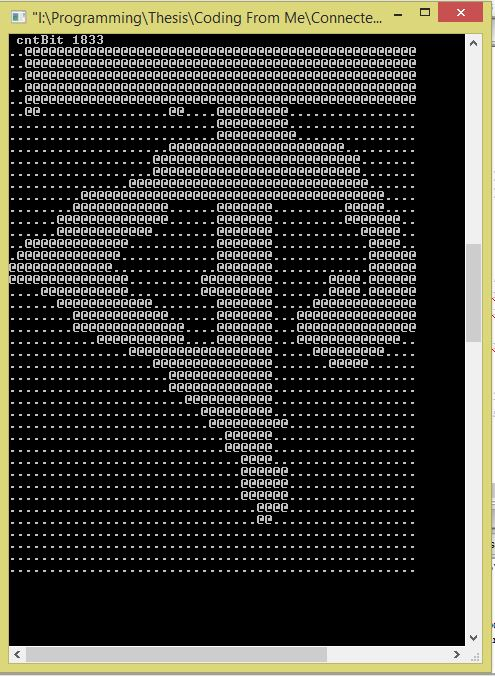 "I:\Programming\Thesis\Coding From Me\Connecte...
cntBit 1833
ক